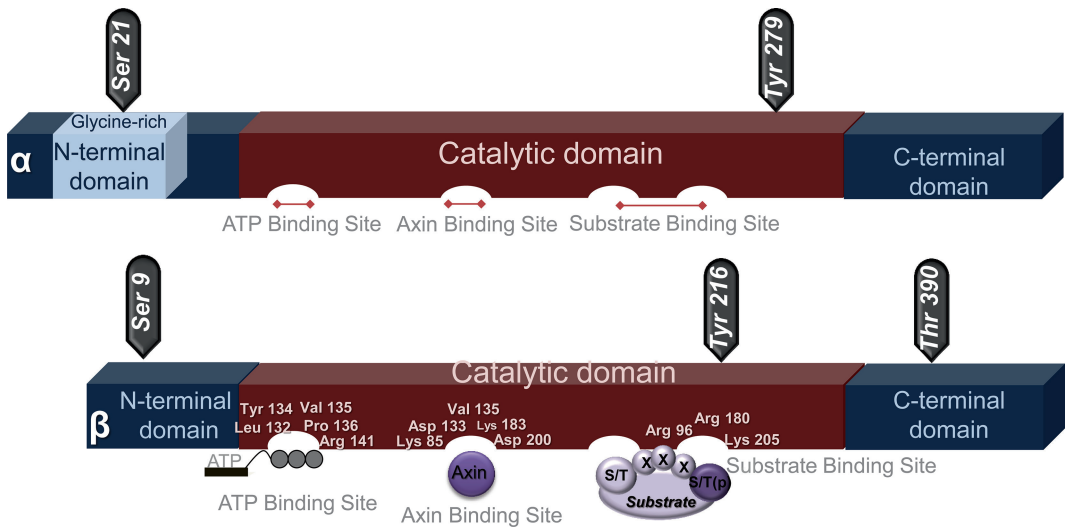 Ser 21
Tyr 279
Glycine-rich
α
N-terminal
domain
Catalytic domain
C-terminal
domain
ATP Binding Site
Axin Binding Site
Substrate Binding Site
Ser 9
Tyr 216
Thr 390
Catalytic domain
β
N-terminal
domain
C-terminal
domain
Tyr 134
Val 135
Leu 132
Pro 136
Arg 141
Val 135
Asp 133
Lys 183
Lys 85
Asp 200
Arg 180
Arg 96
Lys 205
ATP
Axin
S/T
X
X
X
S/T(p)
Substrate
ATP Binding Site
Axin Binding Site
Substrate Binding Site